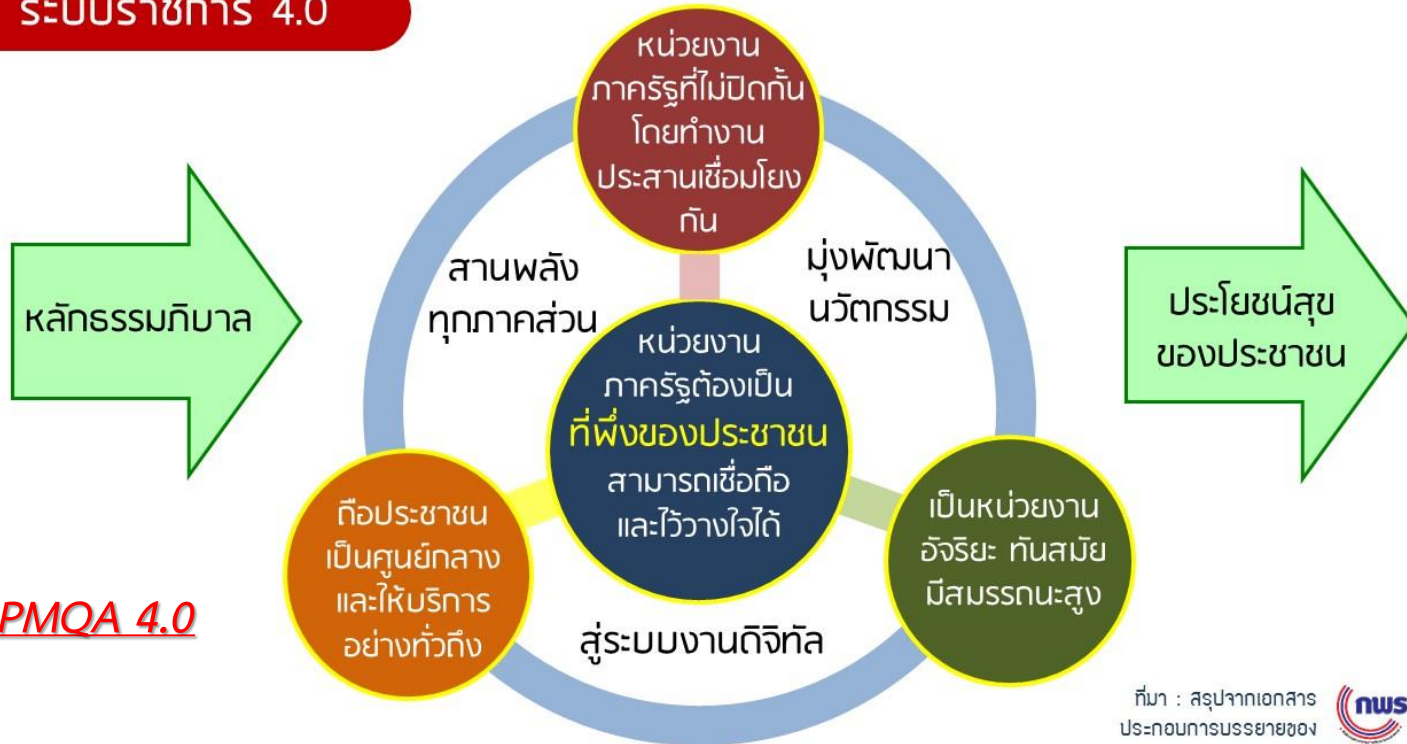 ระบบราชการ 4.0
หน่วยงาน
ภาครัฐที่ไม่ปิดกั้น
โดยทำงาน
ประสานเชื่อมโยง
กัน
หลักธรรมภิบาล
สานพลัง
ทุกภาคส่วน
มุ่งพัฒนา
นวัตกรรม
ประโยชน์สุข
ของประชาชน
หน่วยงาน
ภาครัฐต้องเป็น
ที่พึ่งของประชาชน
สามารถเชื่อถือ
และไว้วางใจได้
ถือประชาชน
เป็นศูนย์กลาง
และให้บริการ
อย่างทั่วถึง
เป็นหน่วยงาน
อัจริยะ ทันสมัย
มีสมรรถนะสูง
PMQA 4.0
สู่ระบบงานดิจิทัล
ที่มา : สรุปจากเอกสาร
ประกอบการบรรยายของ
กพร